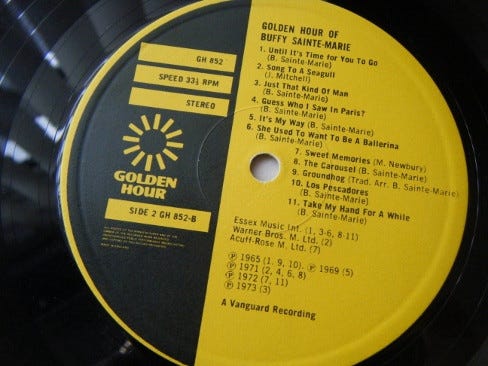 GH 852
SPEED 33⅓ RPM
STEREO
GOLDEN
HOUR
SIDE 2 GH 852-B
GOLDEN HOUR OF
BUFFY SAINTE-MARIE
1. Until It's Time for You To Go
(B. Sainte-Marie)
2. Song To A Seagull
(J. Mitchell)
3. Just That Kind Of Man
(B. Sainte-Marie)
4. Guess Who I Saw In Paris?
(B. Sainte-Marie)
5. It's My Way (B. Sainte-Marie)
6. She Used To Want To Be A Ballerina
(B. Sainte-Marie)
7. Sweet Memories (M. Newbury)
8. The Carousel (B. Sainte-Marie)
9. Groundhog (Trad. Arr. B. Sainte-Marie)
10. Los Pescadores
(B. Sainte-Marie)
11. Take My Hand For A While
(B. Sainte-Marie)
Essex Music Inf. (1, 3-6, 8-11)
Warner Bros. M. Ltd. (2)
Acuff-Rose M. Ltd. (7)
℗ 1965 (1. 9, 10). ℗ 1969 (5)
℗ 1971 (2, 4, 6, 8)
℗ 1972 (7, 11)
℗ 1973 (3)
A Vanguard Recording